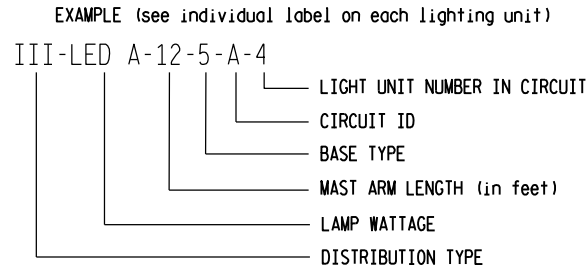 EXAMPLE (see individual label on each lighting unit)
III-LED A-12-5-A-4
LIGHT UNIT NUMBER IN CIRCUIT
CIRCUIT ID
BASE TYPE
MAST ARM LENGTH (in feet)
LAMP WATTAGE
DISTRIBUTION TYPE